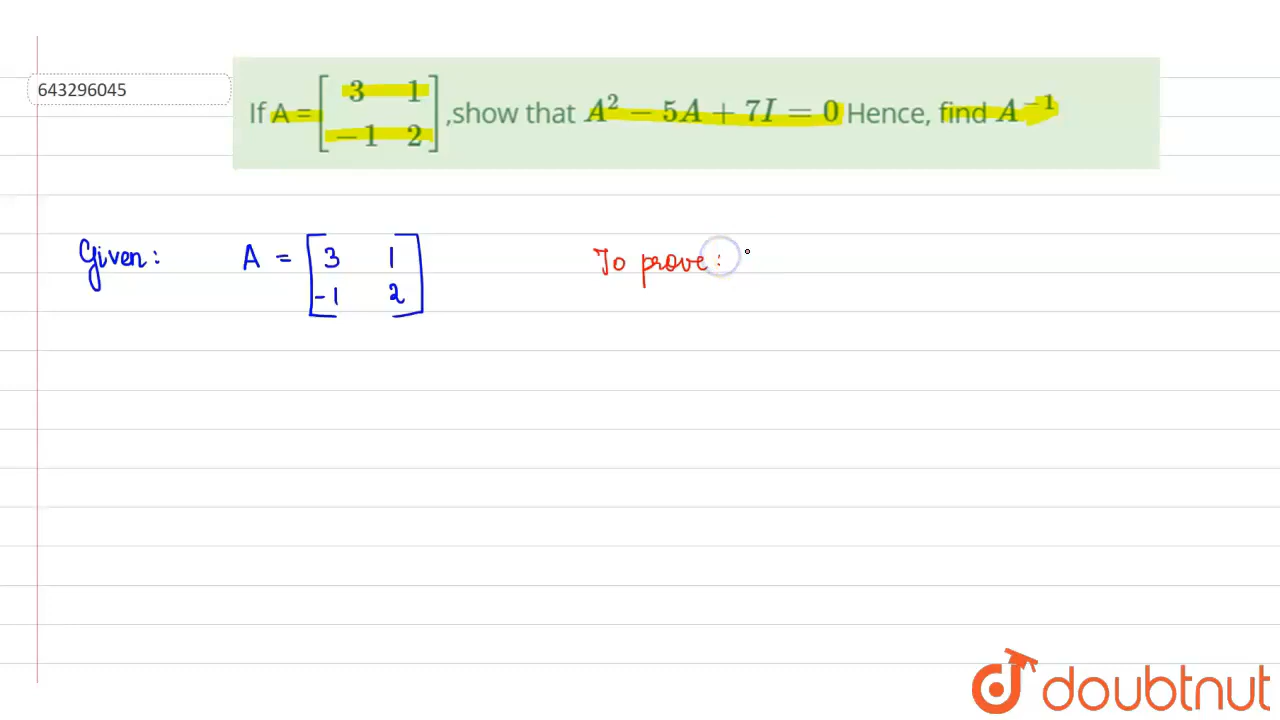 643296045
If A = [ 3 1
-1 2 ] ,show that A² − 5A + 7I = 0 Hence, find A⁻¹
Given: A = [ 3 1
-1 2 ]
To prove:
doubtnut